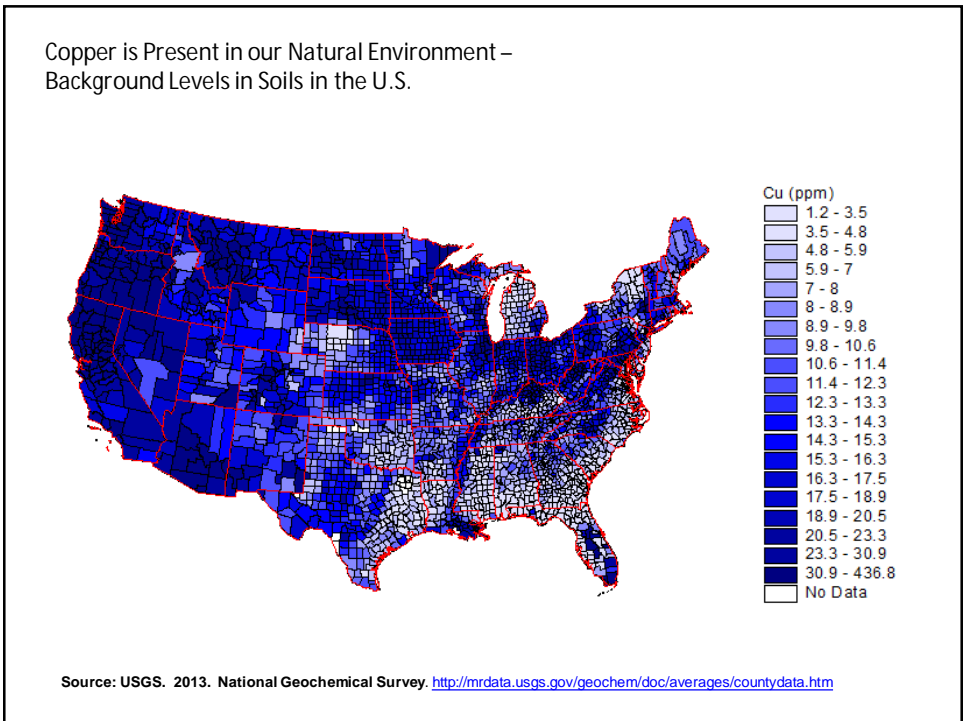 Copper is Present in our Natural Environment –
Background Levels in Soils in the U.S.
Cu (ppm)
1.2 - 3.5
3.5 - 4.8
4.8 - 5.9
5.9 - 7
7 - 8
8 - 8.9
8.9 - 9.8
9.8 - 10.6
10.6 - 11.4
11.4 - 12.3
12.3 - 13.3
13.3 - 14.3
14.3 - 15.3
15.3 - 16.3
16.3 - 17.5
17.5 - 18.9
18.9 - 20.5
20.5 - 23.3
23.3 - 30.9
30.9 - 436.8
No Data
Source: USGS. 2013. National Geochemical Survey. http://mrdata.usgs.gov/geochem/doc/averages/countydata.htm